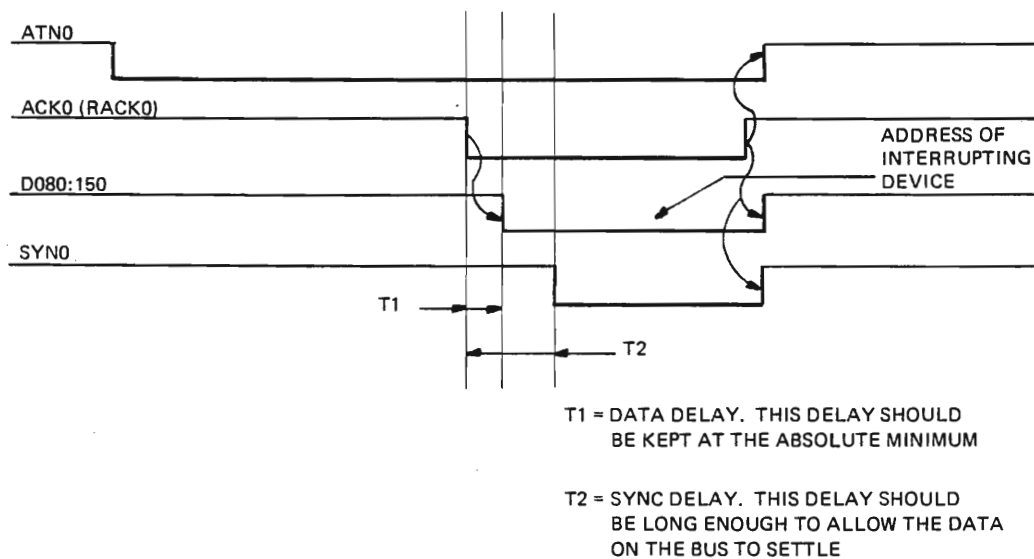 ATN0
ACK0 (RACK0)
ADDRESS OF
INTERRUPTING
DEVICE
D080:150
SYN0
T1
T2
T1 = DATA DELAY. THIS DELAY SHOULD
BE KEPT AT THE ABSOLUTE MINIMUM
T2 = SYNC DELAY. THIS DELAY SHOULD
BE LONG ENOUGH TO ALLOW THE DATA
ON THE BUS TO SETTLE